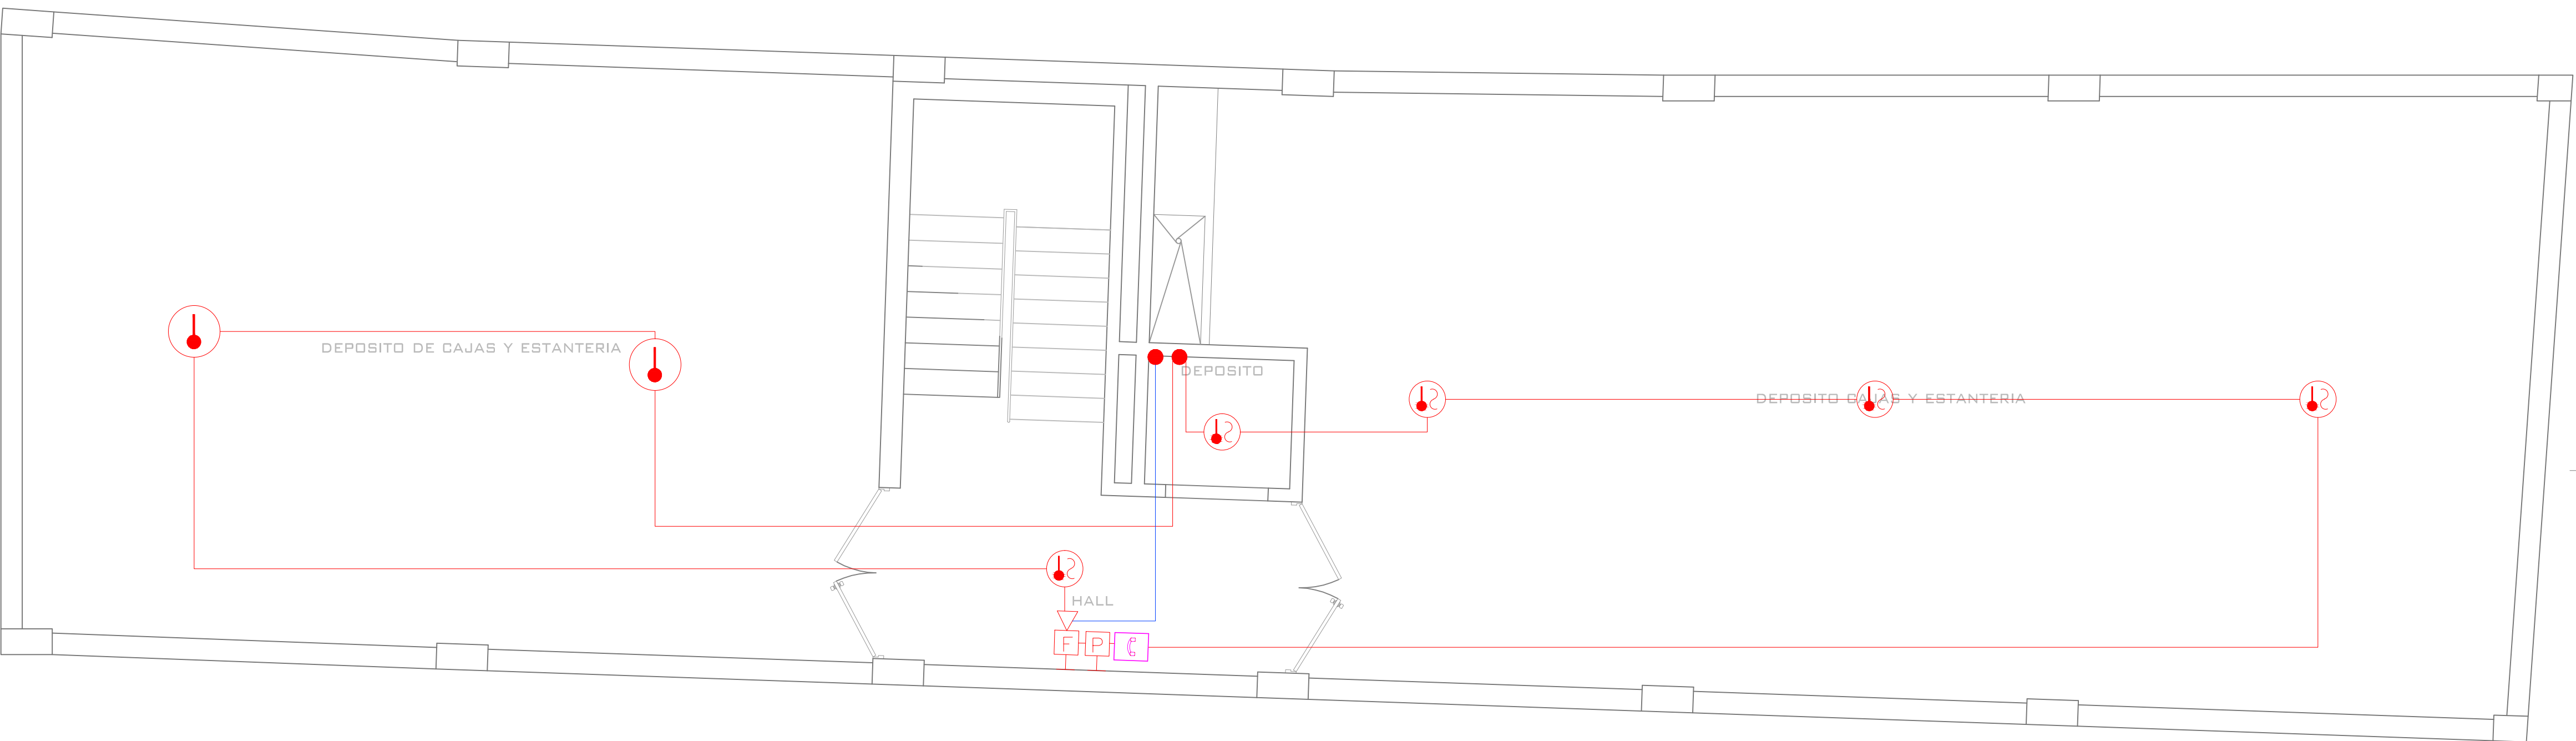 DEPOSITO DE CAJAS Y ESTANTERIA
DEPOSITO
DEPOSITO CAJAS Y ESTANTERIA
HALL
F P